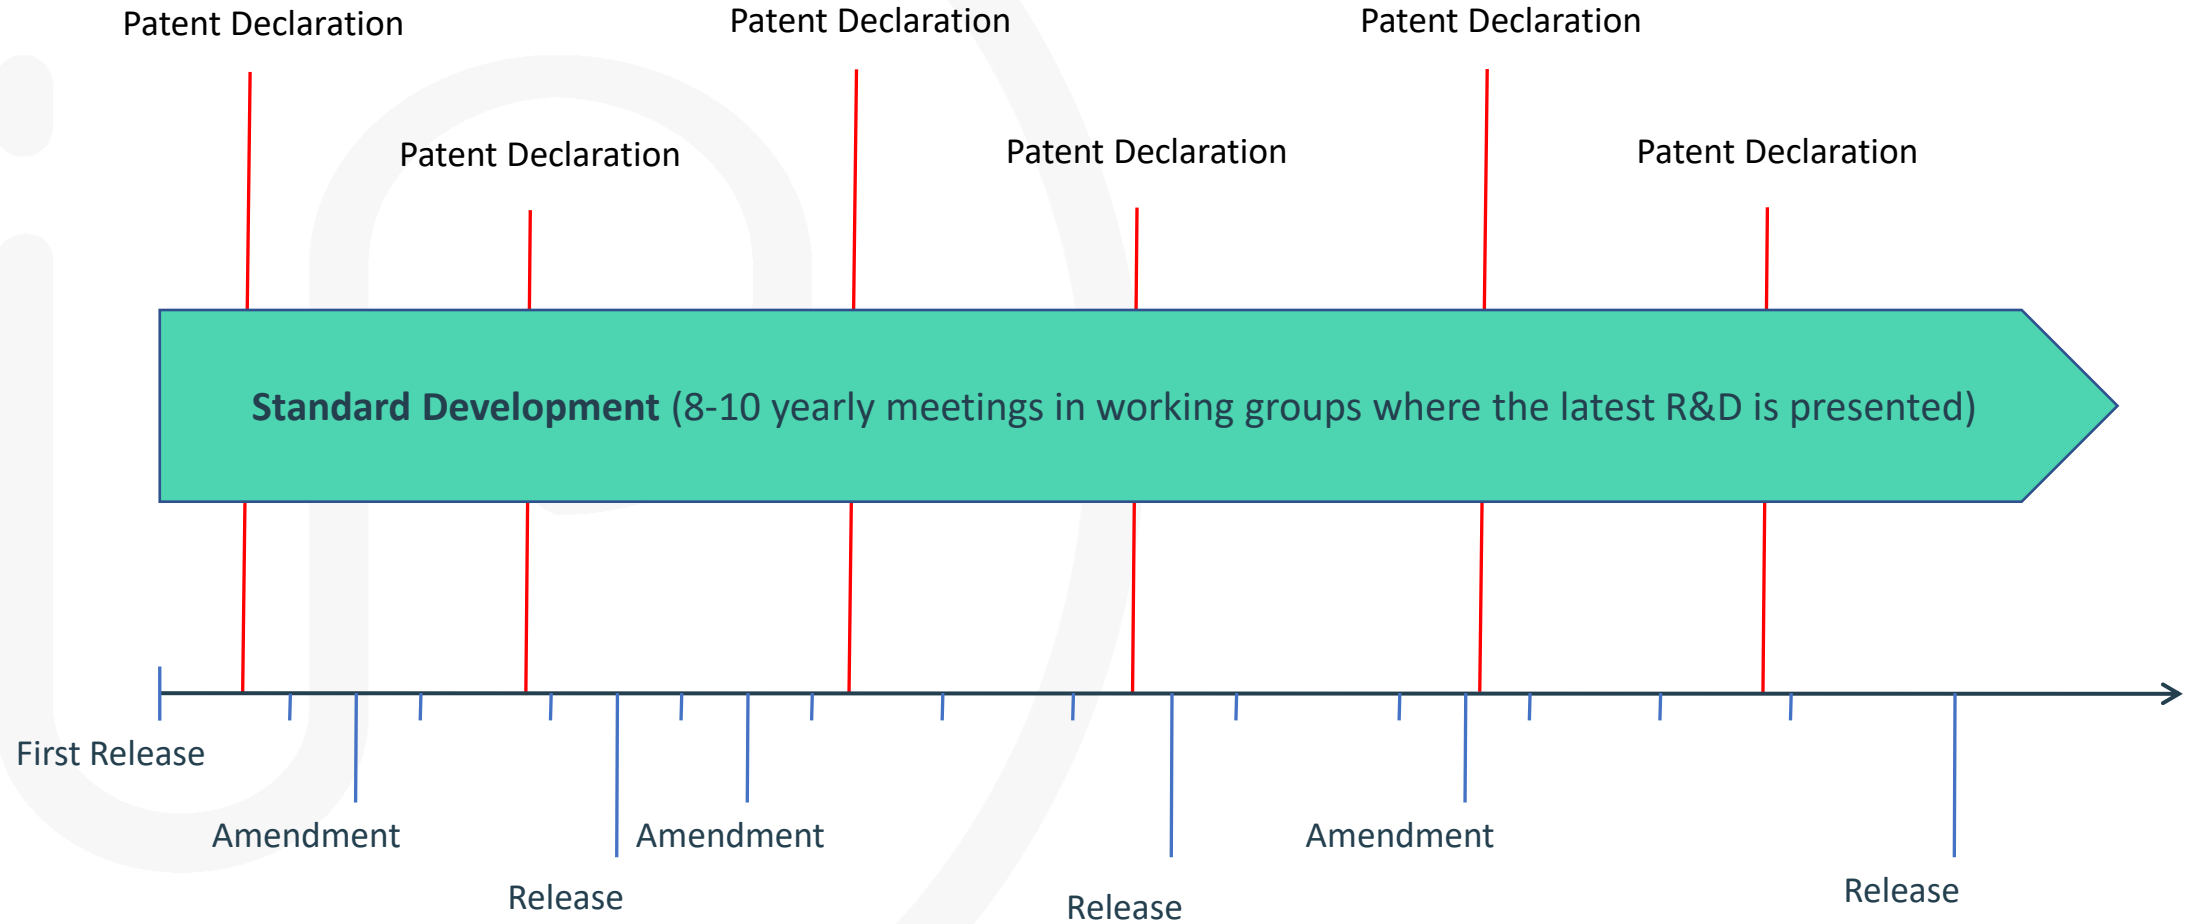 Patent Declaration
Patent Declaration
Patent Declaration
Patent Declaration
Patent Declaration
Patent Declaration
Standard Development (8-10 yearly meetings in working groups where the latest R&D is presented)
First Release
Amendment
Amendment
Amendment
Release
Release
Release